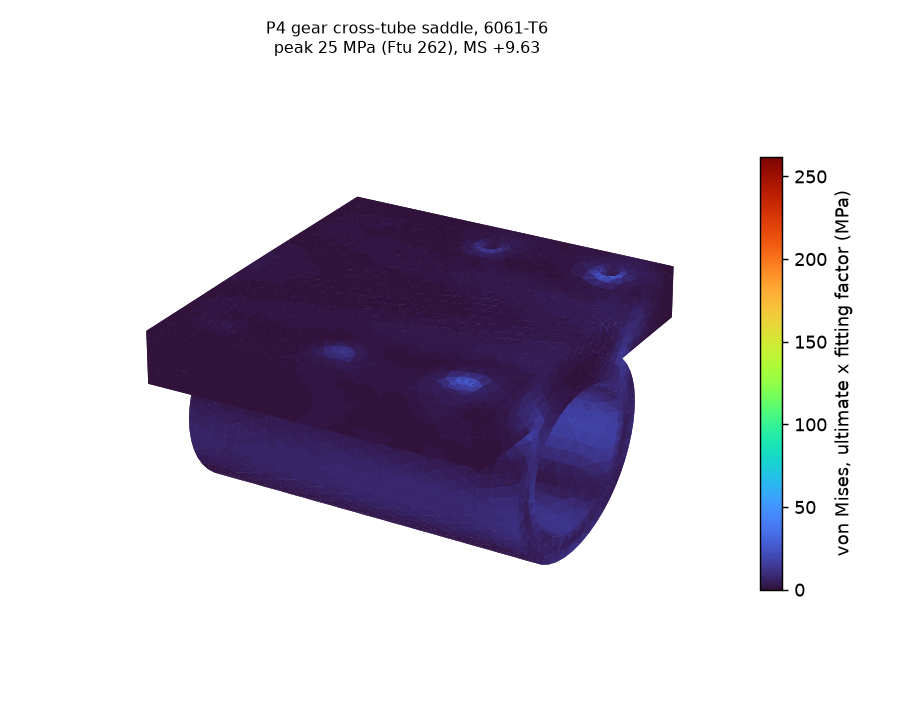 P4 gear cross-tube saddle, 6061-T6
peak 25 MPa (Ftu 262), MS +9.63
250
200
150
100
50
0
von Mises, ultimate x fitting factor (MPa)